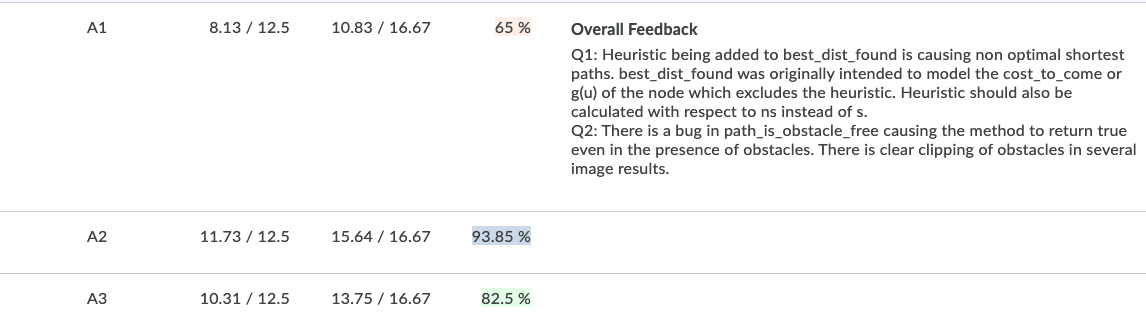 A1 8.13 / 12.5 10.83 / 16.67 65 % Overall Feedback
Q1: Heuristic being added to best_dist_found is causing non optimal shortest
paths. best_dist_found was originally intended to model the cost_to_come or
g(u) of the node which excludes the heuristic. Heuristic should also be
calculated with respect to ns instead of s.
Q2: There is a bug in path_is_obstacle_free causing the method to return true
even in the presence of obstacles. There is clear clipping of obstacles in several
image results.
A2 11.73 / 12.5 15.64 / 16.67 93.85 %
A3 10.31 / 12.5 13.75 / 16.67 82.5 %